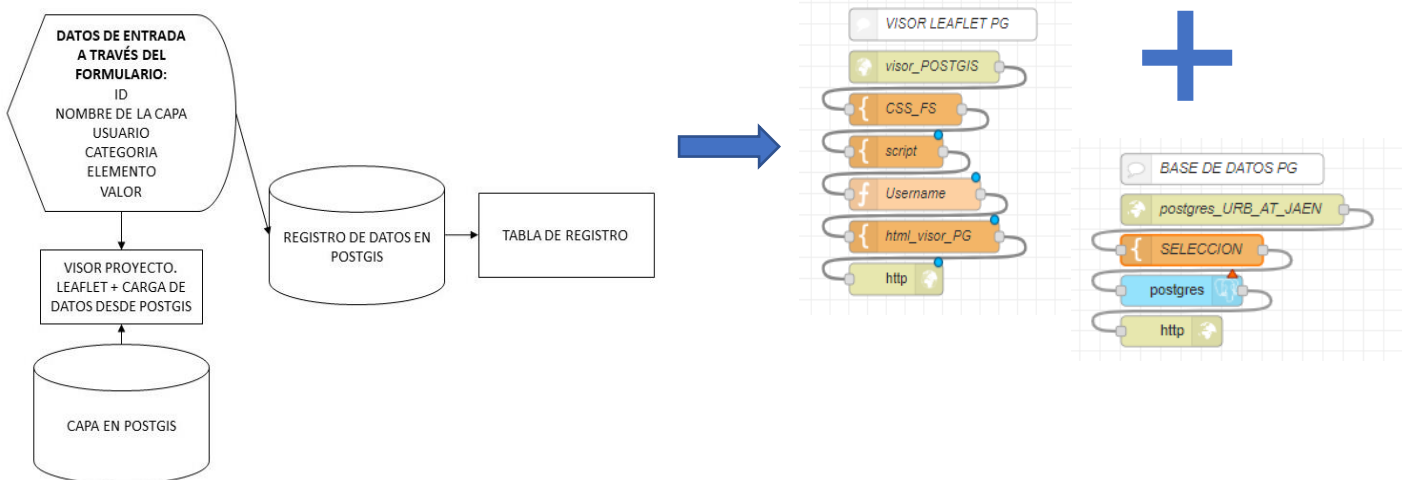 DATOS DE ENTRADA
A TRAVÉS DEL
FORMULARIO:
ID
NOMBRE DE LA CAPA
USUARIO
CATEGORIA
ELEMENTO
VALOR
VISOR PROYECTO.
LEAFLET + CARGA DE
DATOS DESDE POSTGIS
CAPA EN POSTGIS
REGISTRO DE DATOS EN
POSTGIS
TABLA DE REGISTRO
VISOR LEAFLET PG
visor_POSTGIS
CSS_FS
script
Username
html_visor_PG
http
BASE DE DATOS PG
postgres_URB_AT_JAEN
SELECCION
postgres
http